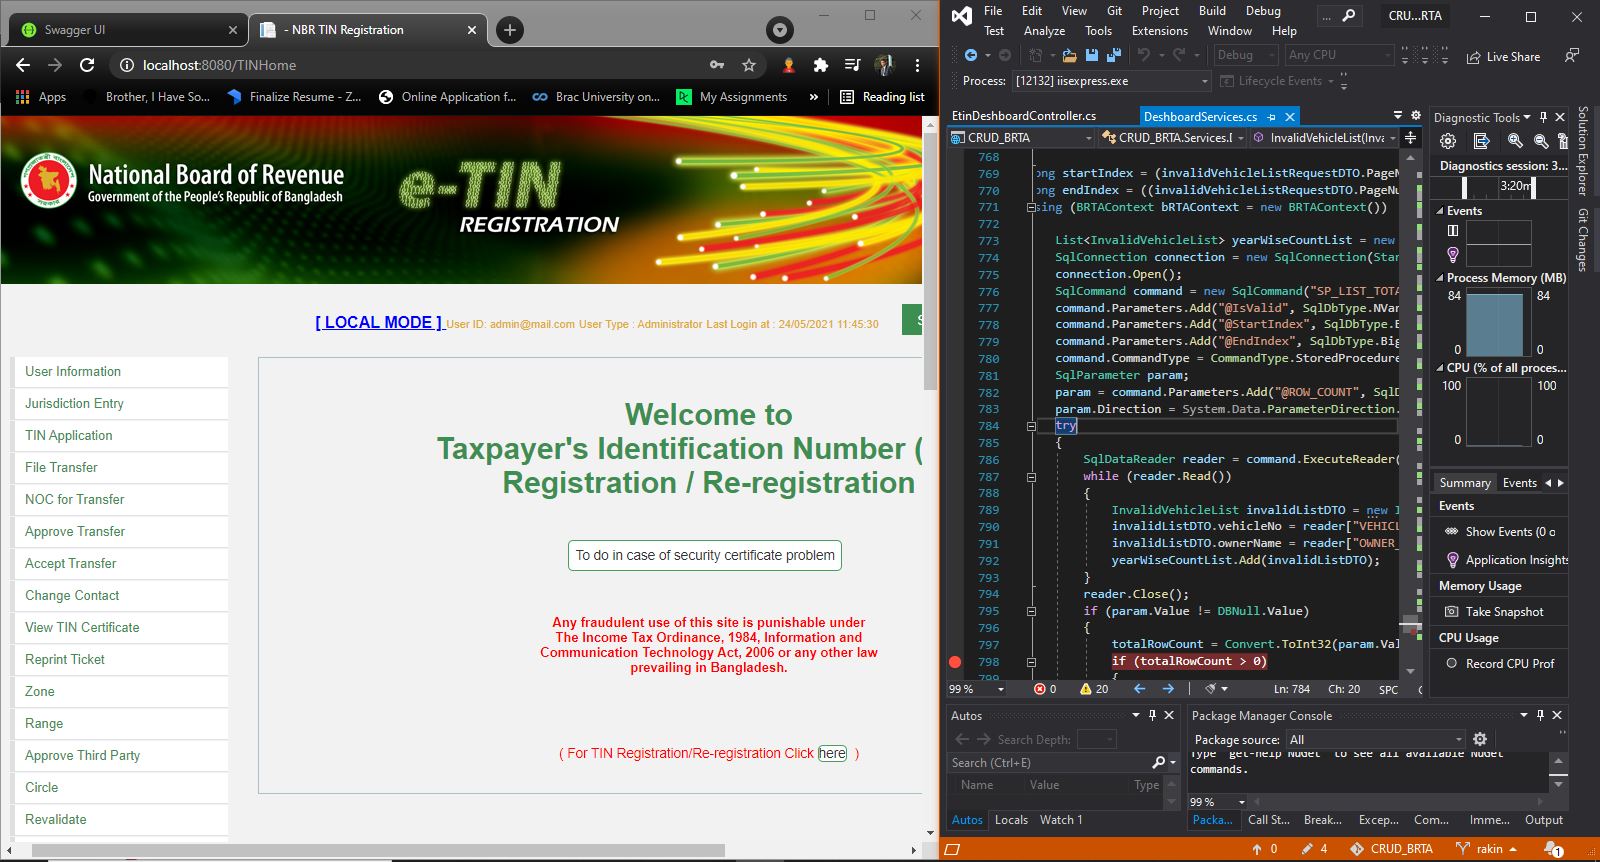 Swagger UI
- NBR TIN Registration
localhost:8080/TINHome
Apps
Brother, I Have So...
Finalize Resume - Z...
Online Application f...
Brac University on...
My Assignments
»
Reading list
National Board of Revenue
Government of the People's Republic of Bangladesh
e-TIN
REGISTRATION
[ LOCAL MODE ] User ID: admin@mail.com User Type : Administrator Last Login at : 24/05/2021 11:45:30
User Information
Jurisdiction Entry
TIN Application
File Transfer
NOC for Transfer
Approve Transfer
Accept Transfer
Change Contact
View TIN Certificate
Reprint Ticket
Zone
Range
Approve Third Party
Circle
Revalidate
Welcome to
Taxpayer's Identification Number (
Registration / Re-registration
To do in case of security certificate problem
Any fraudulent use of this site is punishable under
The Income Tax Ordinance, 1984, Information and
Communication Technology Act, 2006 or any other law
prevailing in Bangladesh.
( For TIN Registration/Re-registration Click here )
File Edit View Git Project Build Debug
Test Analyze Tools Extensions Window Help
... CRU...RTA
Debug Any CPU Live Share
Process: [12132] iisexpress.exe Lifecycle Events
EtinDeshboardController.cs DeshboardServices.cs
CRUD_BRTA CRUD_BRTA.Services.I InvalidVehicleList(Inva
768
769 ong startIndex = (invalidVehicleListRequestDTO.PageN
770 ong endIndex = ((invalidVehicleListRequestDTO.PageNu
771 sing (BRTAContext bRTAContext = new BRTAContext())
772
773 List<InvalidVehicleList> yearWiseCountList = new
774 SqlConnection connection = new SqlConnection(Star
775 connection.Open();
776 SqlCommand command = new SqlCommand("SP_LIST_TOTA
777 command.Parameters.Add("@IsValid", SqlDbType.NVar
778 command.Parameters.Add("@StartIndex", SqlDbType.B
779 command.Parameters.Add("@EndIndex", SqlDbType.Big
780 command.CommandType = CommandType.StoredProcedure
781 SqlParameter param;
782 param = command.Parameters.Add("@ROW_COUNT", SqlD
783 param.Direction = System.Data.ParameterDirection.
784 try
785 {
786 SqlDataReader reader = command.ExecuteReader(
787 while (reader.Read())
788 {
789 InvalidVehicleList invalidListDTO = new I
790 invalidListDTO.vehicleNo = reader["VEHICL
791 invalidListDTO.ownerName = reader["OWNER_
792 yearWiseCountList.Add(invalidListDTO);
793 }
794 reader.Close();
795 if (param.Value != DBNull.Value)
796 {
797 totalRowCount = Convert.ToInt32(param.Val
798 if (totalRowCount > 0)
799 {
99 % 0 20 Ln: 784 Ch: 20 SPC
Diagnostic Tools
Diagnostics session: 3...
3:20m
Events
Process Memory (MB)
84 84
0 0
CPU (% of all proces...
100 100
0 0
Summary Events
Events
Show Events (0 o
Application Insights
Memory Usage
Take Snapshot
CPU Usage
Record CPU Prof
Solution Explorer
Git Changes
Autos
Search Depth:
Search (Ctrl+E)
Name Value Type
Autos Locals Watch 1
Package Manager Console
Package source: All
Type 'get-help NuGet' to see all available NuGet
commands.
99 %
Packa... Call St... Break... Excep... Com... Imme... Output
0 4 CRUD_BRTA rakin 1